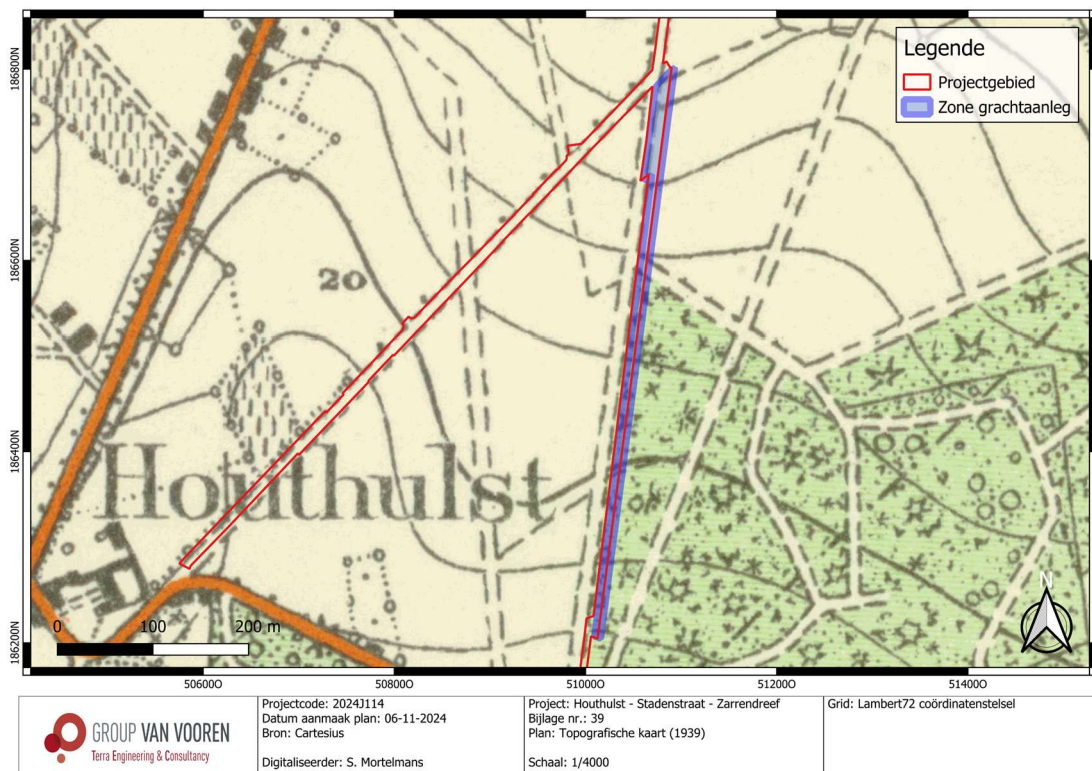 Legende
Projectgebied
Zone grachtaanleg
186800N
186600N
186400N
186200N
20
Houthulst
N
0 100 200 m
506000 508000 510000 512000 514000
GROUP VAN VOOREN
Terra Engineering & Consultancy
Projectcode: 2024J114
Datum aanmaak plan: 06-11-2024
Bron: Cartesius
Digitaliseerder: S. Mortelmans
Project: Houthulst - Stadenstraat - Zarrendreef
Bijlage nr.: 39
Plan: Topografische kaart (1939)
Schaal: 1/4000
Grid: Lambert72 coördinatenstelsel